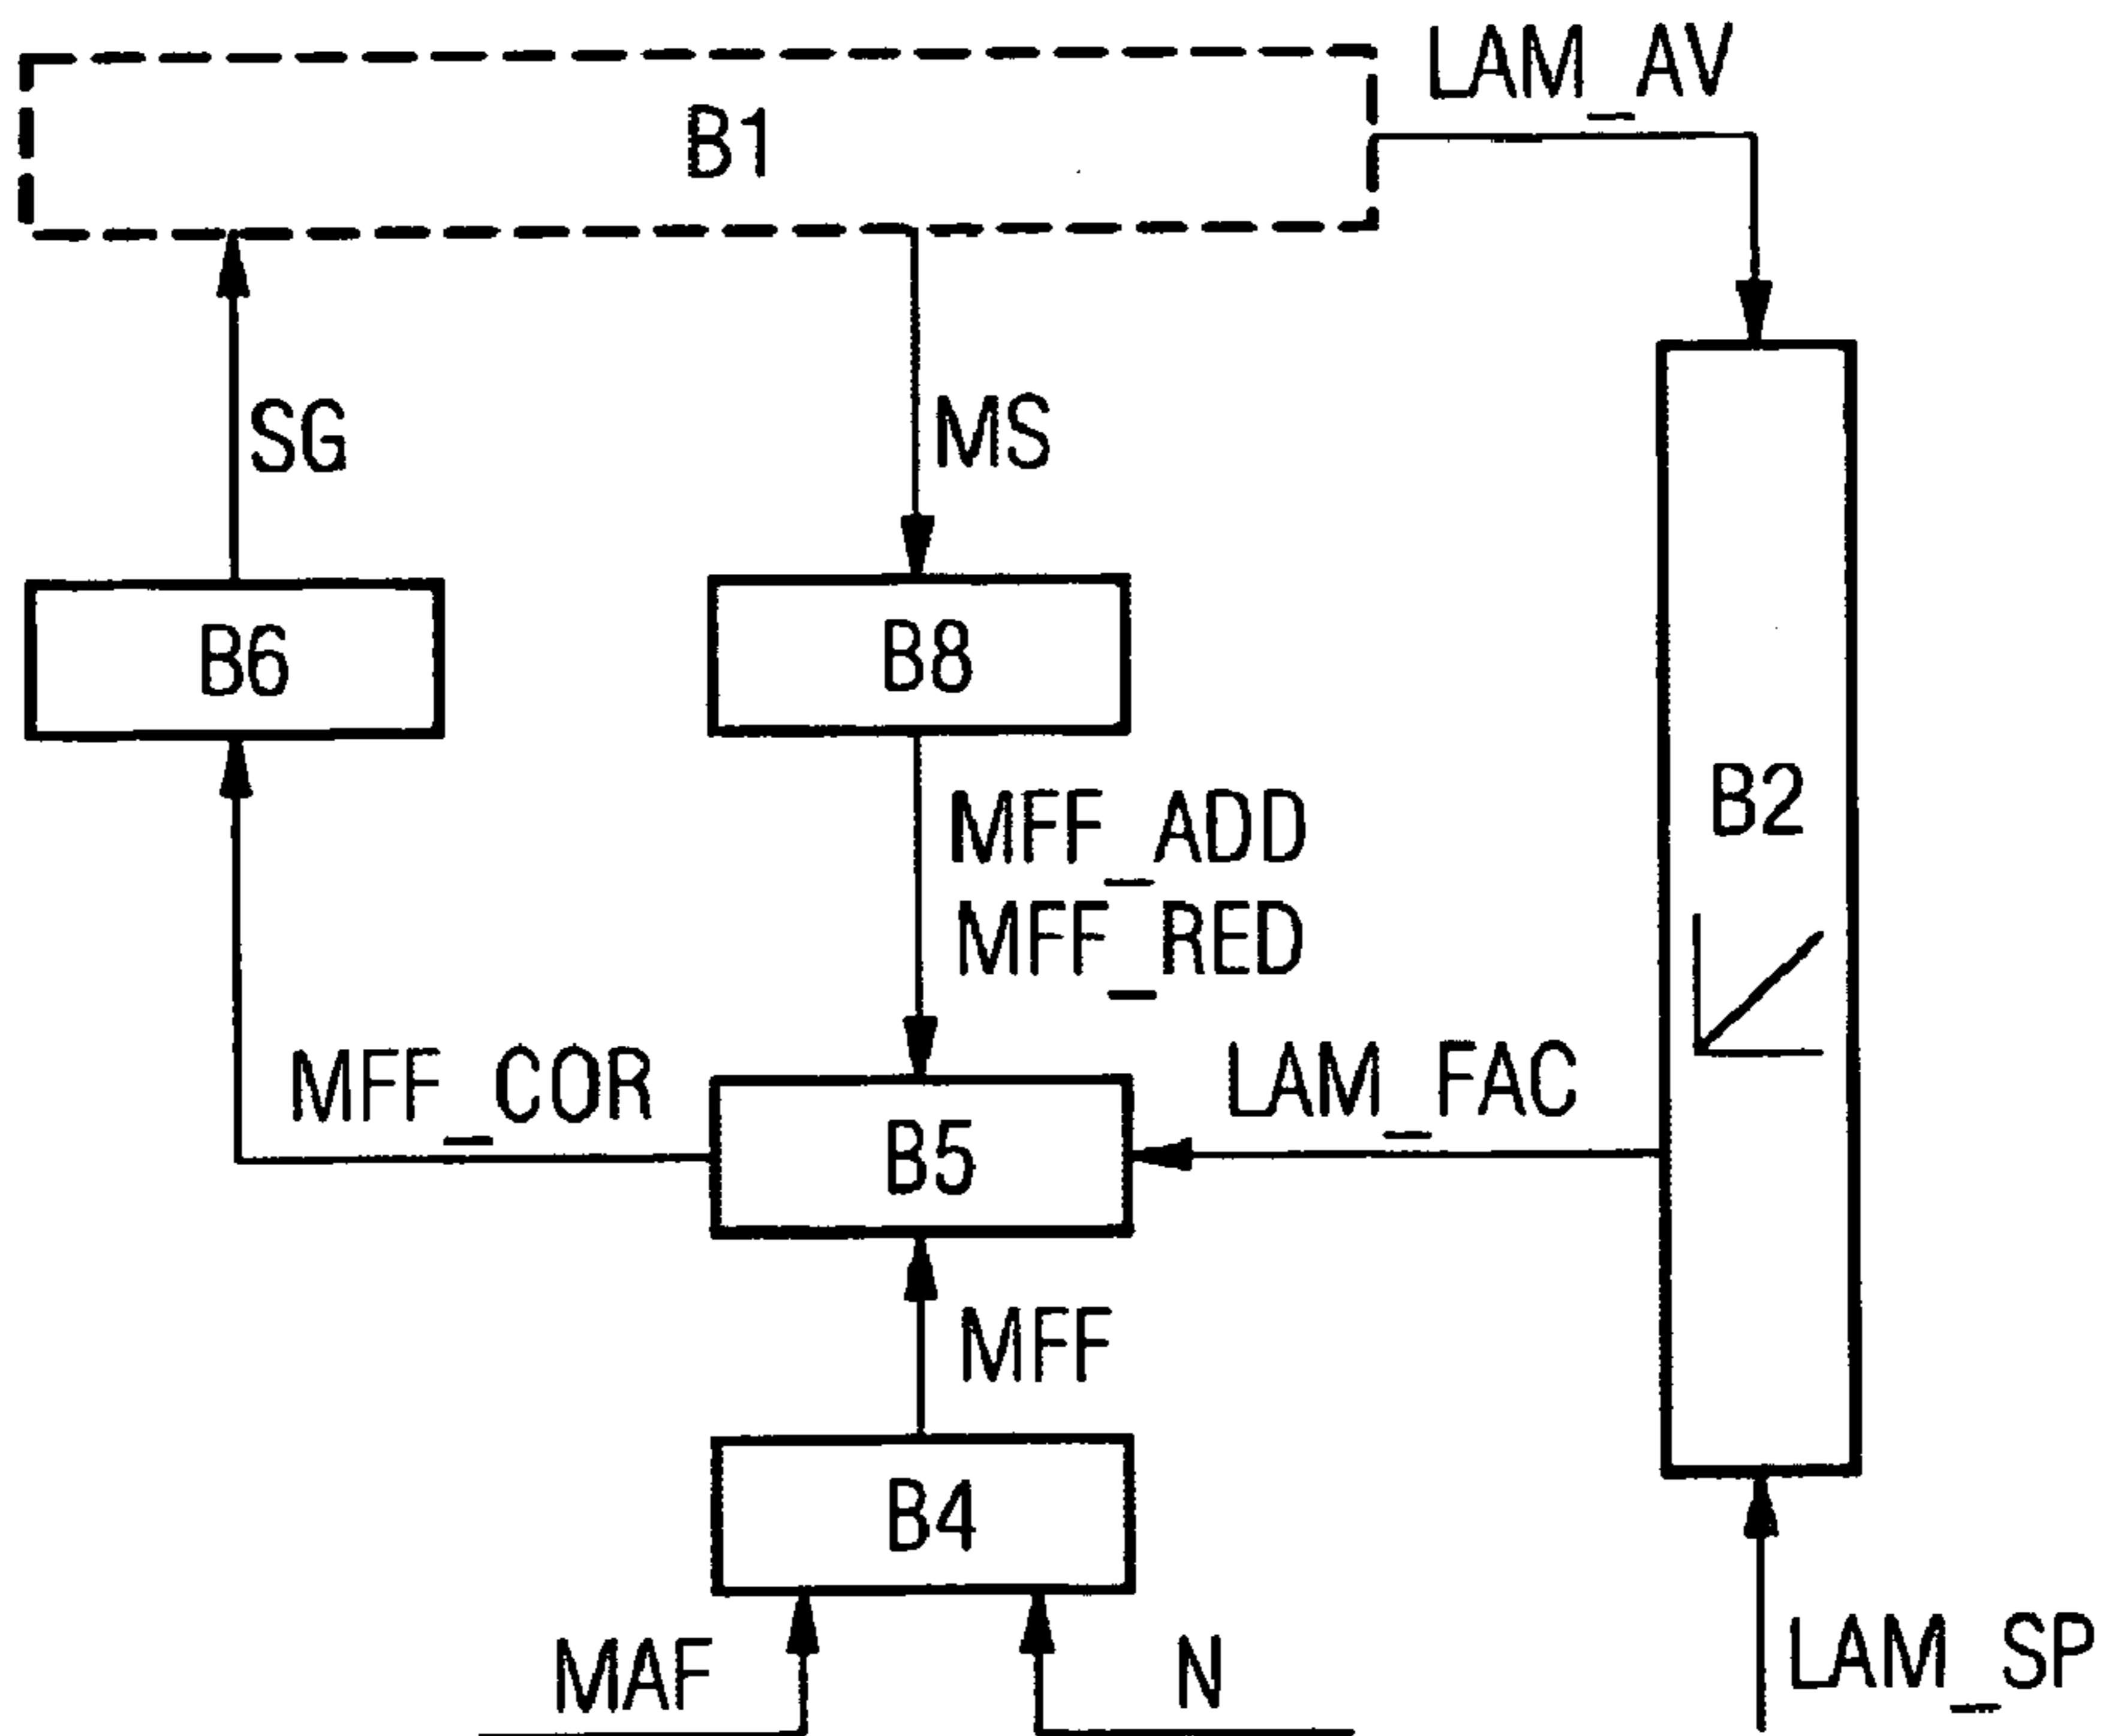 LAM_AV
B1
SG
MS
B6
B8
B2
MFF_ADD
MFF_RED
MFF_COR
LAM_FAC
B5
MFF
B4
MAF
N
LAM_SP